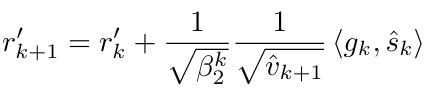 $r'_{k+1} = r'_k + \frac{1}{\sqrt{\beta_2^k}} \frac{1}{\sqrt{\hat{v}_{k+1}}} \langle g_k, \hat{s}_k \rangle$